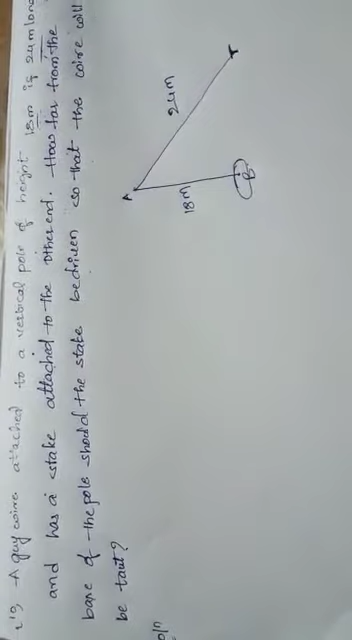 13. A guy wire attached to a vertical pole of height 18m is 24m long
and has a stake attached to the other end. How far from the
base of the pole should the stake be driven so that the wire will
be taut?
A
24m
18m
B
Soln